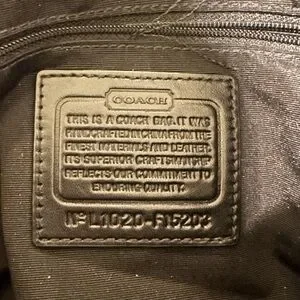 COACH
THIS IS A COACH BAG. IT WAS
HANDCRAFTED IN CHINA FROM THE
FINEST MATERIALS AND LEATHER.
ITS SUPERIOR CRAFTSMANSHIP
REFLECTS OUR COMMITMENT TO
ENDURING QUALITY.
Nº L1020-F15203